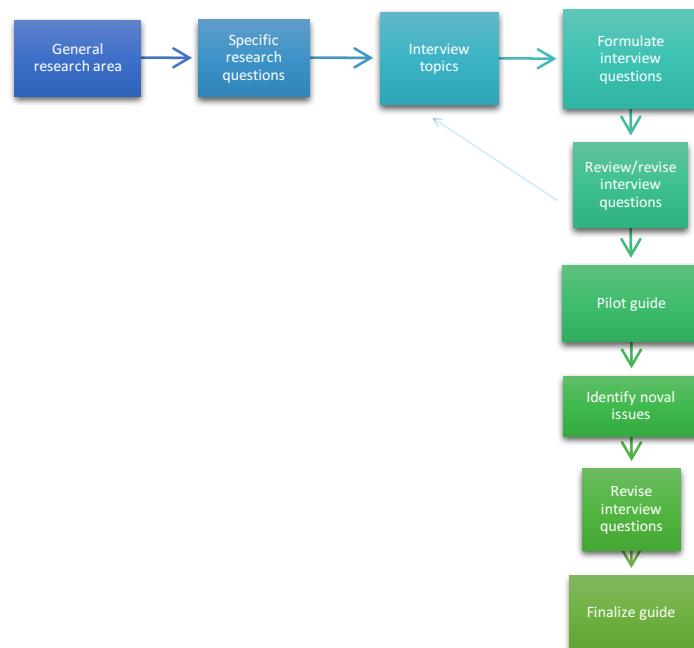 General
research area
Specific
research
questions
Interview
topics
Formulate
interview
questions
Review/revise
interview
questions
Pilot guide
Identify noval
issues
Revise
interview
questions
Finalize guide